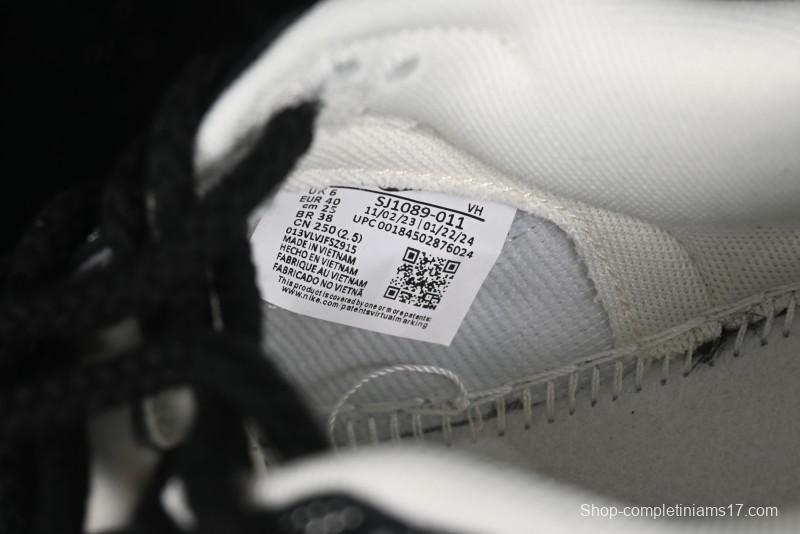 UK 6
EUR 40
cm 25
BR 38
CN 250(2.5)
013VLVJFSZ915
MADE IN VIETNAM
HECHO EN VIETNAM
FABRIQUE AU VIETNAM
FABRICADO NO VIETNÃ
This product is covered by one or more patents:
www.nike.com/patentsvirtualmarking
SJ1089-011 VH
11/02/23 | 01/22/24
UPC 00184502876024
Shop-completiniams17.com